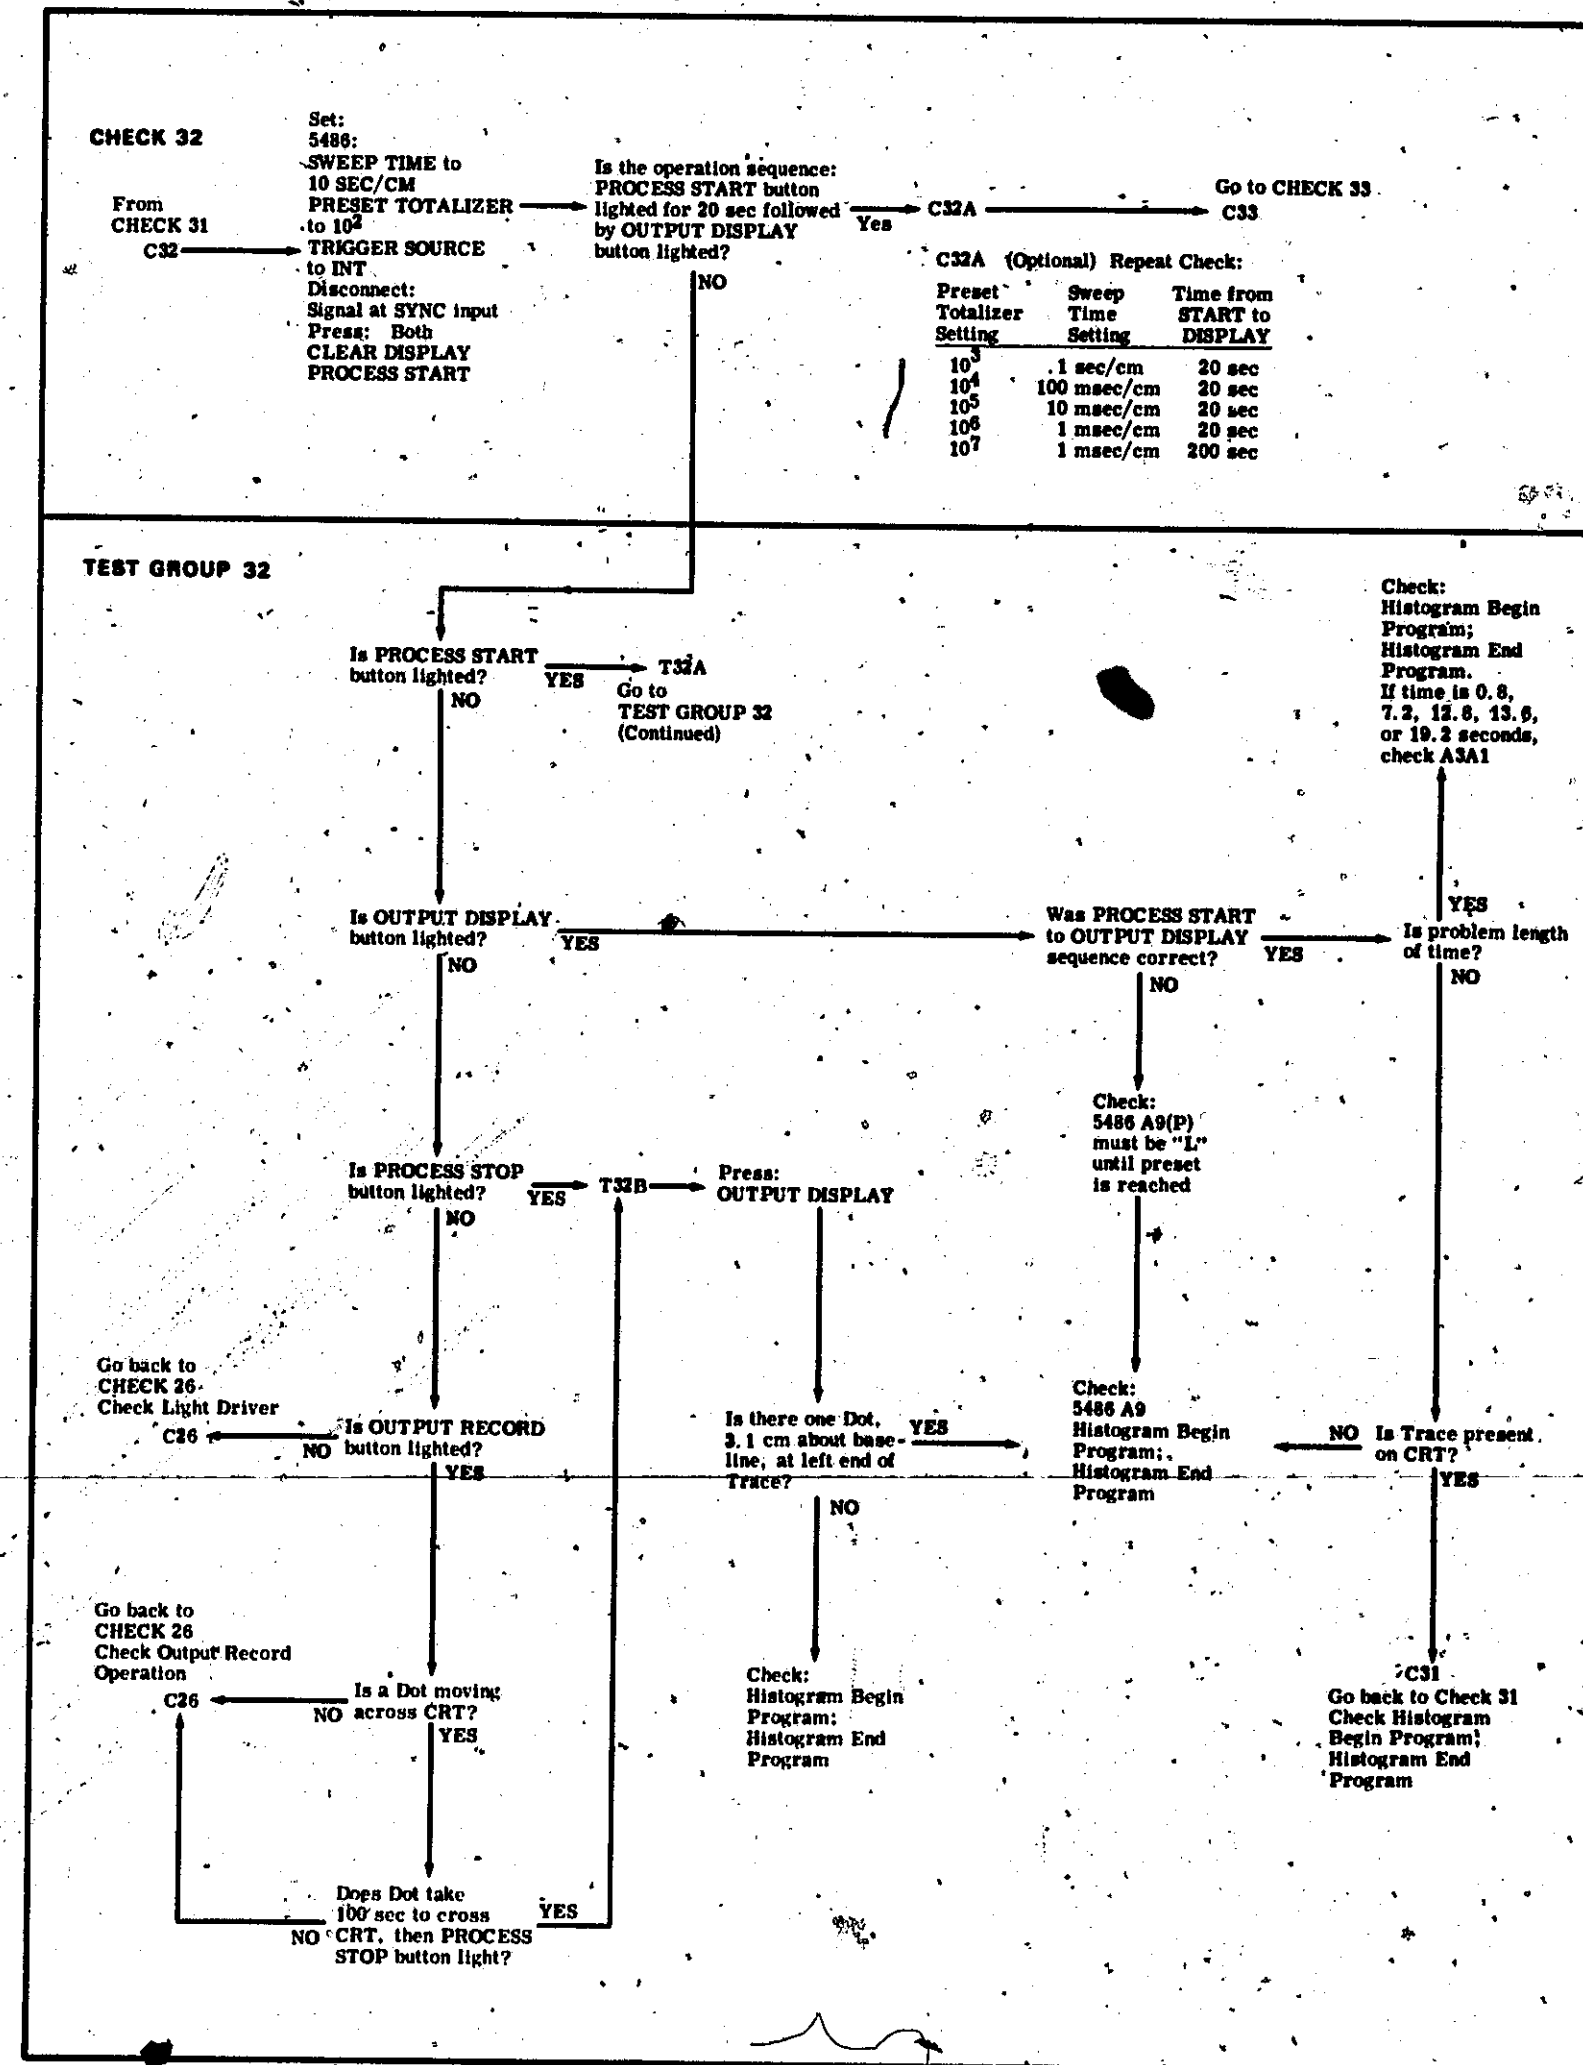 CHECK 32
From
CHECK 31
C32
Set:
5486:
SWEEP TIME to
10 SEC/CM
PRESET TOTALIZER
to 10²
TRIGGER SOURCE
to INT
Disconnect:
Signal at SYNC input
Press: Both
CLEAR DISPLAY
PROCESS START
Is the operation sequence:
PROCESS START button
lighted for 20 sec followed
by OUTPUT DISPLAY
button lighted?
Yes
NO
C32A
Go to CHECK 33
C33
C32A (Optional) Repeat Check:
Preset Sweep Time from
Totalizer Time START to
Setting Setting DISPLAY
10³ .1 sec/cm 20 sec
10⁴ 100 msec/cm 20 sec
10⁵ 10 msec/cm 20 sec
10⁶ 1 msec/cm 20 sec
10⁷ 1 msec/cm 200 sec
TEST GROUP 32
Is PROCESS START
button lighted?
YES
NO
T32A
Go to
TEST GROUP 32
(Continued)
Check:
Histogram Begin
Program;
Histogram End
Program.
If time is 0.8,
7.2, 12.8, 13.6,
or 19.2 seconds,
check A3A1
Is OUTPUT DISPLAY
button lighted?
YES
NO
Was PROCESS START
to OUTPUT DISPLAY
sequence correct?
YES
NO
YES
Is problem length
of time?
NO
Check:
5486 A9(P)
must be "L"
until preset
is reached
Is PROCESS STOP
button lighted?
YES
NO
T32B
Press:
OUTPUT DISPLAY
Go back to
CHECK 26
Check Light Driver
C26
NO
Is OUTPUT RECORD
button lighted?
YES
Is there one Dot,
3.1 cm about base-
line, at left end of
Trace?
YES
NO
Check:
5486 A9
Histogram Begin
Program;
Histogram End
Program
NO
Is Trace present
on CRT?
YES
Go back to
CHECK 26
Check Output Record
Operation
C26
NO
Is a Dot moving
across CRT?
YES
Check:
Histogram Begin
Program;
Histogram End
Program
C31
Go back to Check 31
Check Histogram
Begin Program;
Histogram End
Program
Does Dot take
100 sec to cross
CRT, then PROCESS
STOP button light?
NO
YES